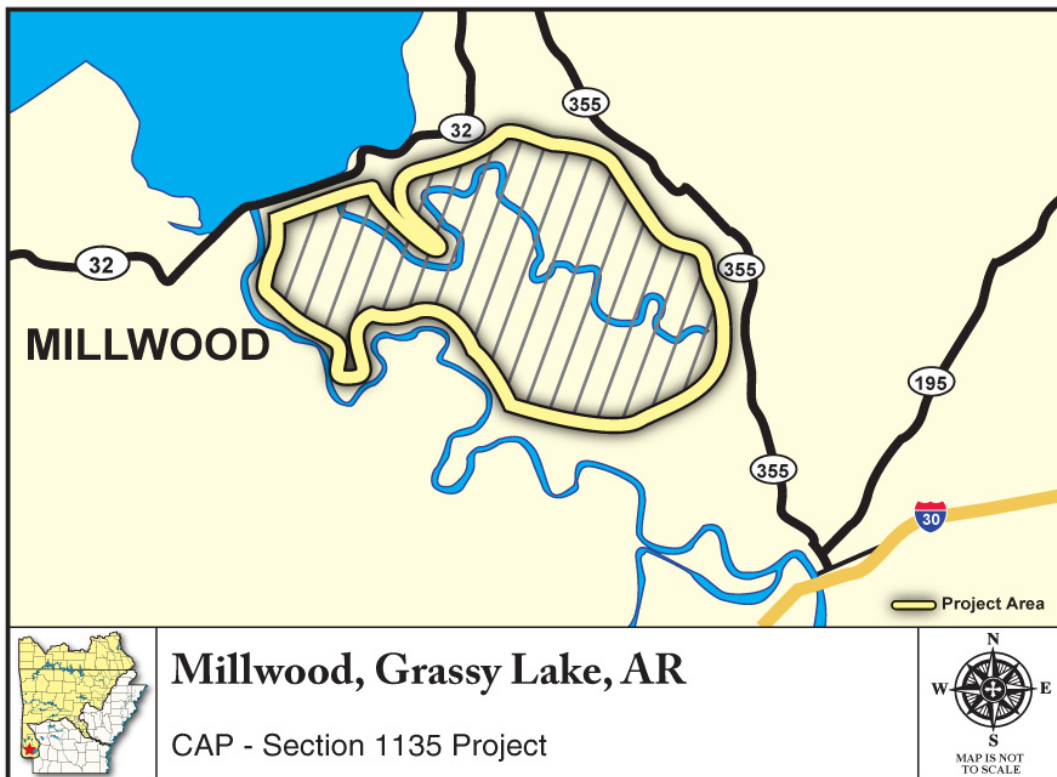 355
32
32
355
MILLWOOD
195
355
30
Project Area
Millwood, Grassy Lake, AR
CAP - Section 1135 Project
N
W
E
S
MAP IS NOT
TO SCALE